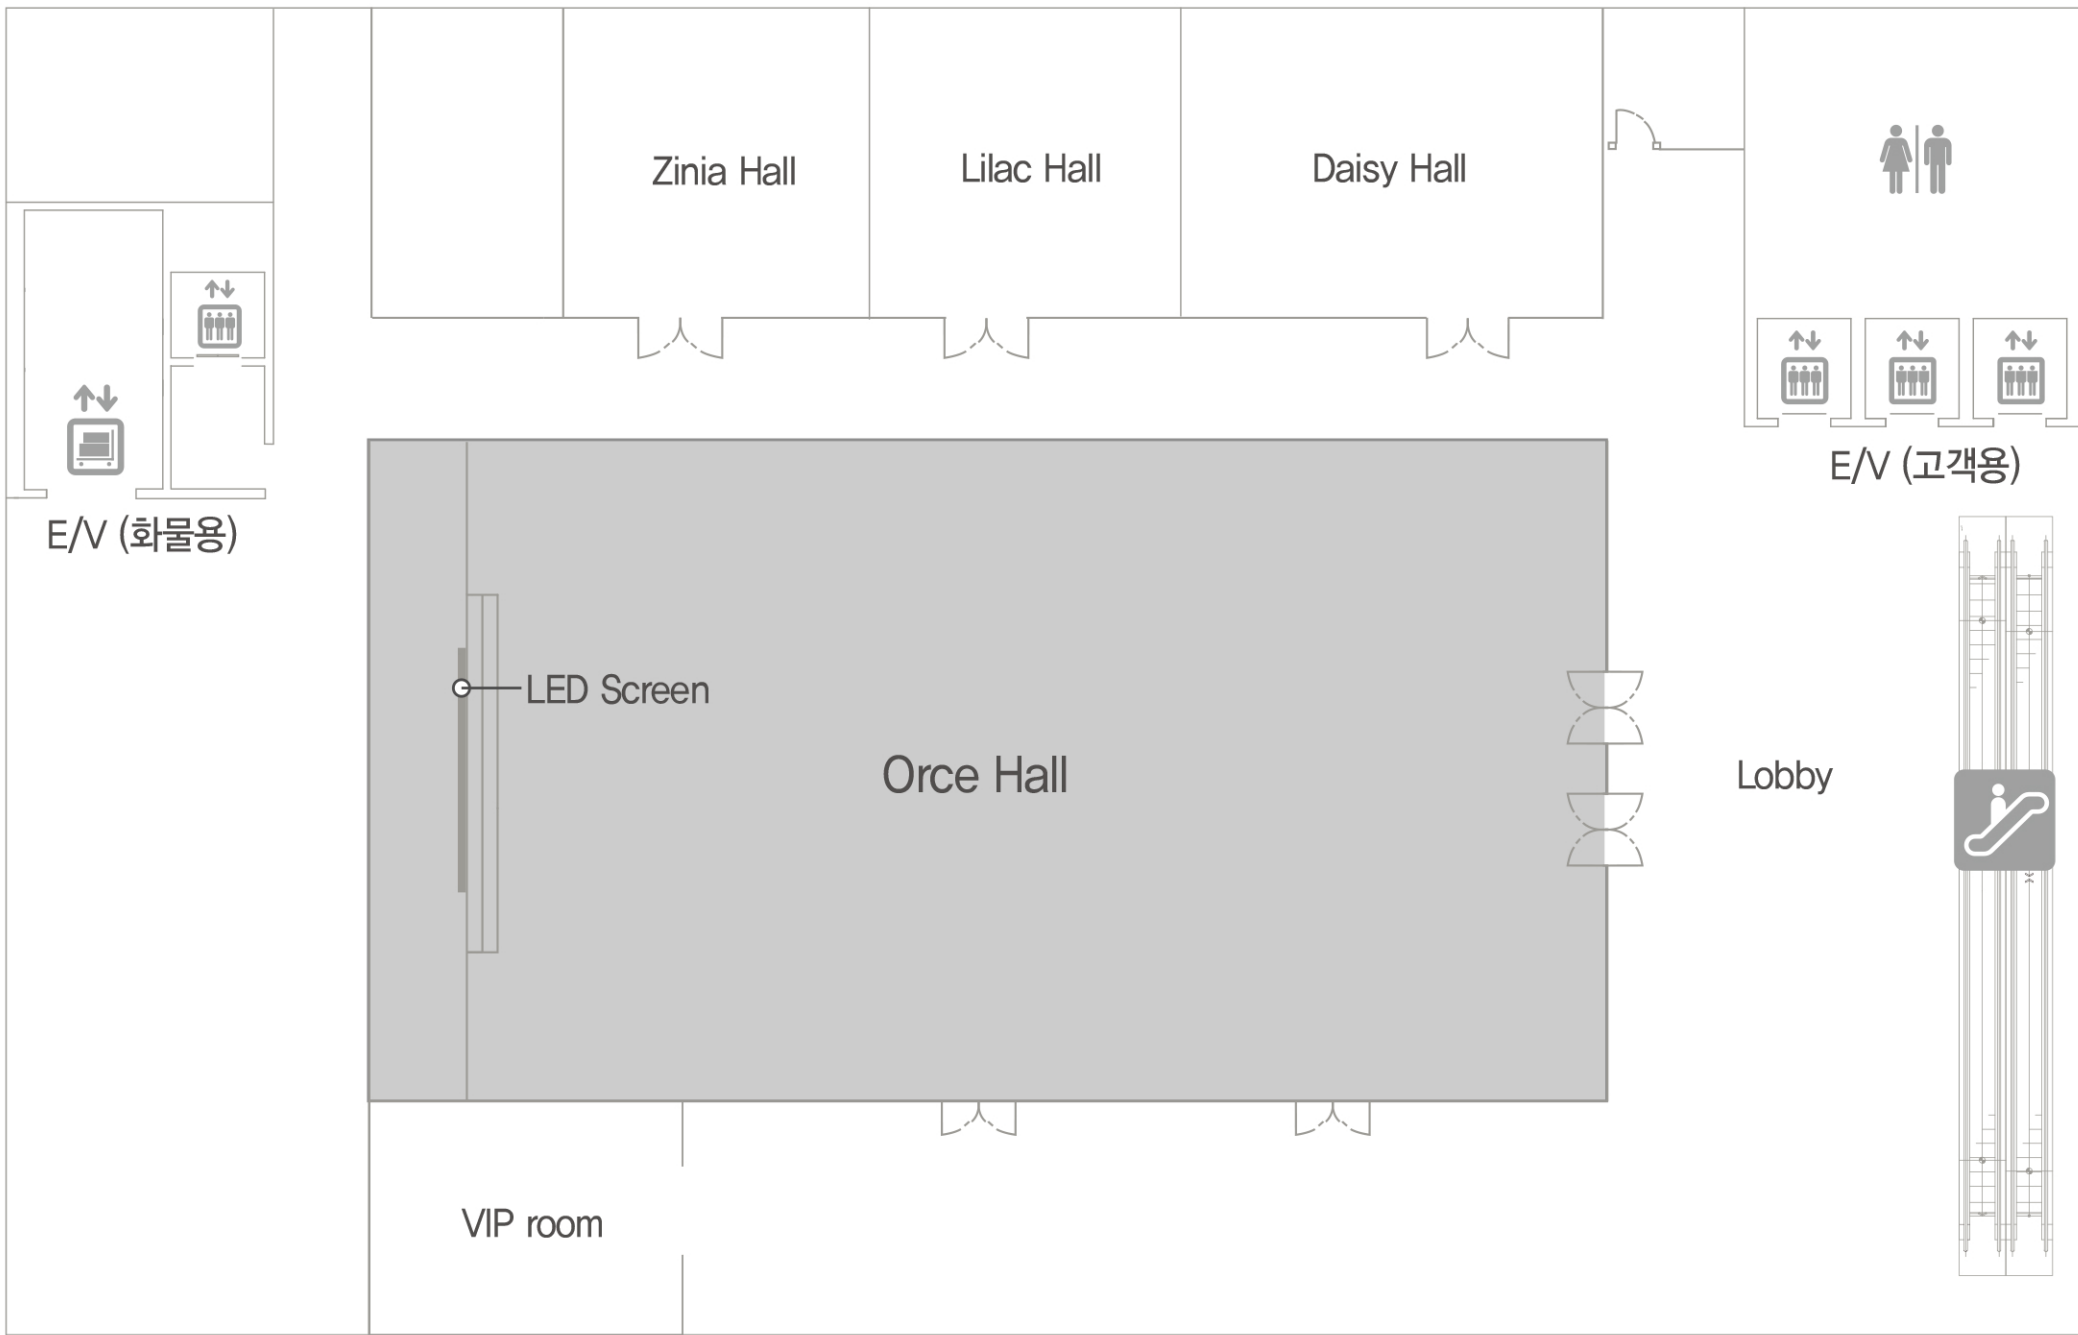 Zinia Hall
Lilac Hall
Daisy Hall
E/V (고객용)
E/V (화물용)
LED Screen
Orce Hall
Lobby
VIP room